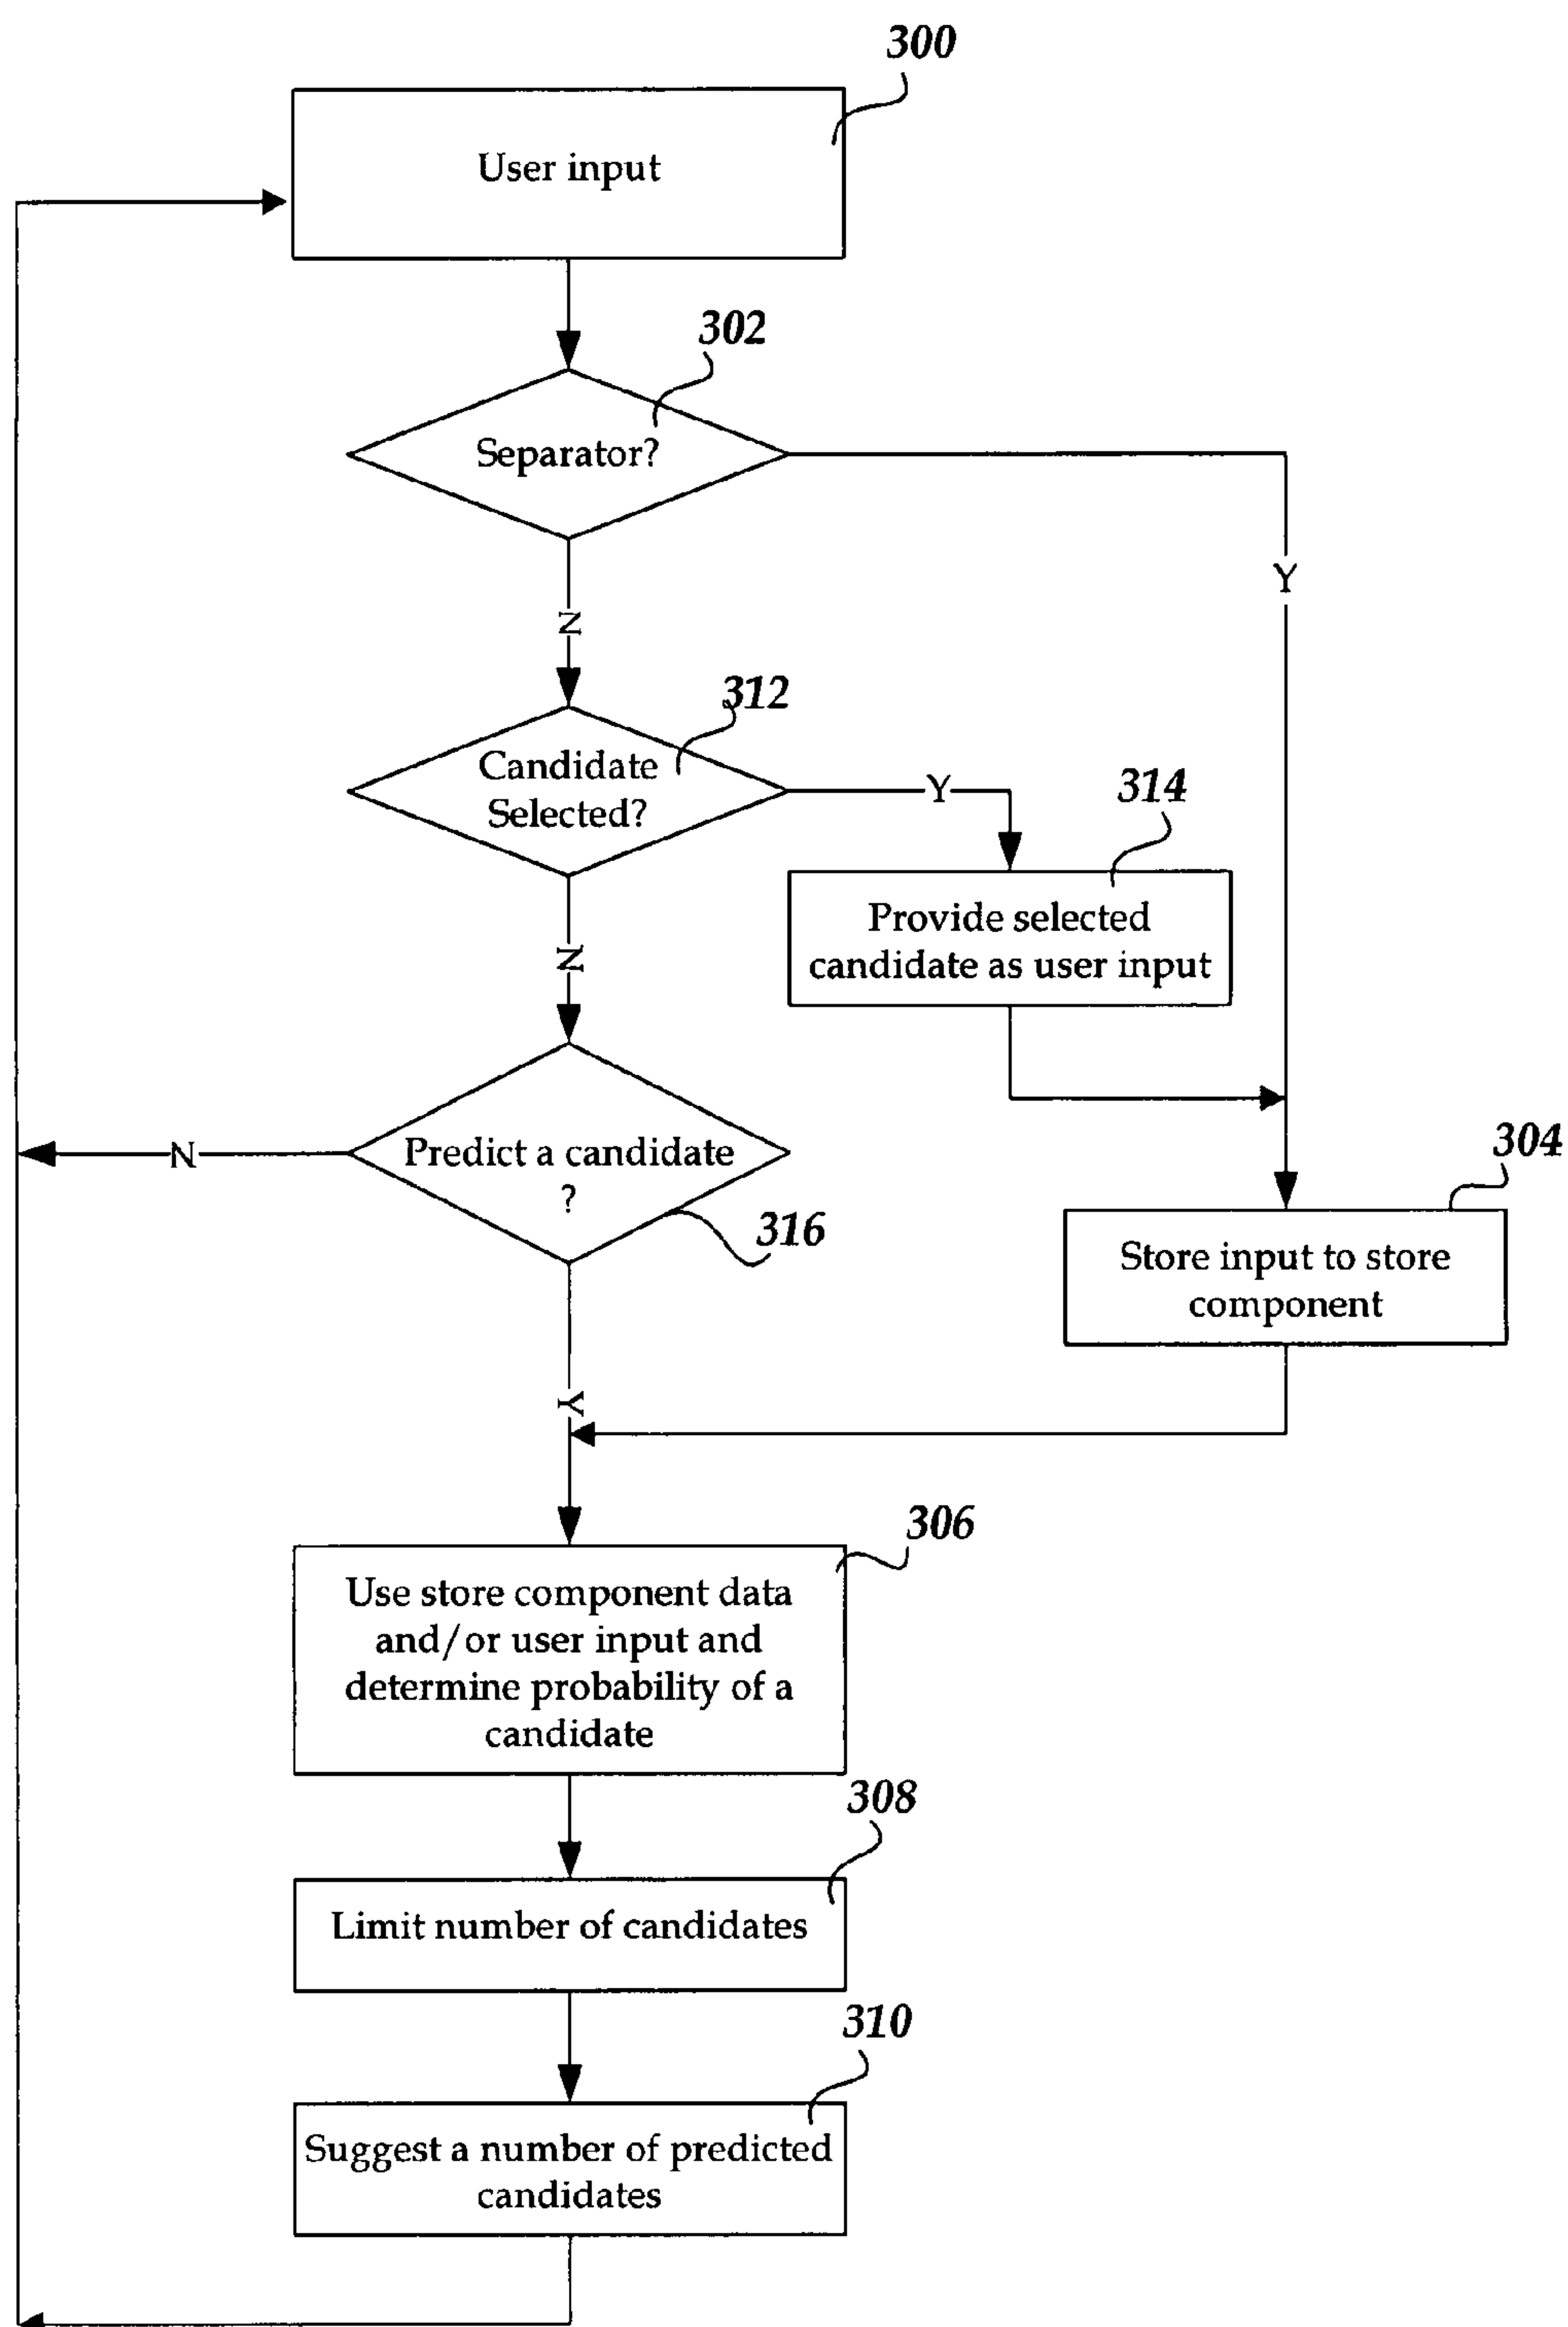 300
User input
302
Separator?
Y
N
312
Candidate
Selected?
Y
314
Provide selected
candidate as user input
N
Predict a candidate
?
N
316
304
Store input to store
component
Y
306
Use store component data
and/or user input and
determine probability of a
candidate
308
Limit number of candidates
310
Suggest a number of predicted
candidates